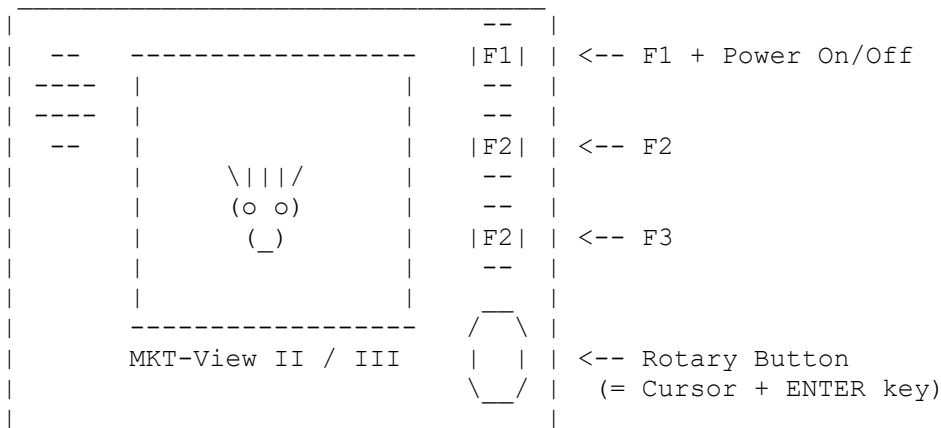 |F1| <-- F1 + Power On/Off
|F2| <-- F2
\|||/
(o o)
(_) |F2| <-- F3
MKT-View II / III <-- Rotary Button
(= Cursor + ENTER key)